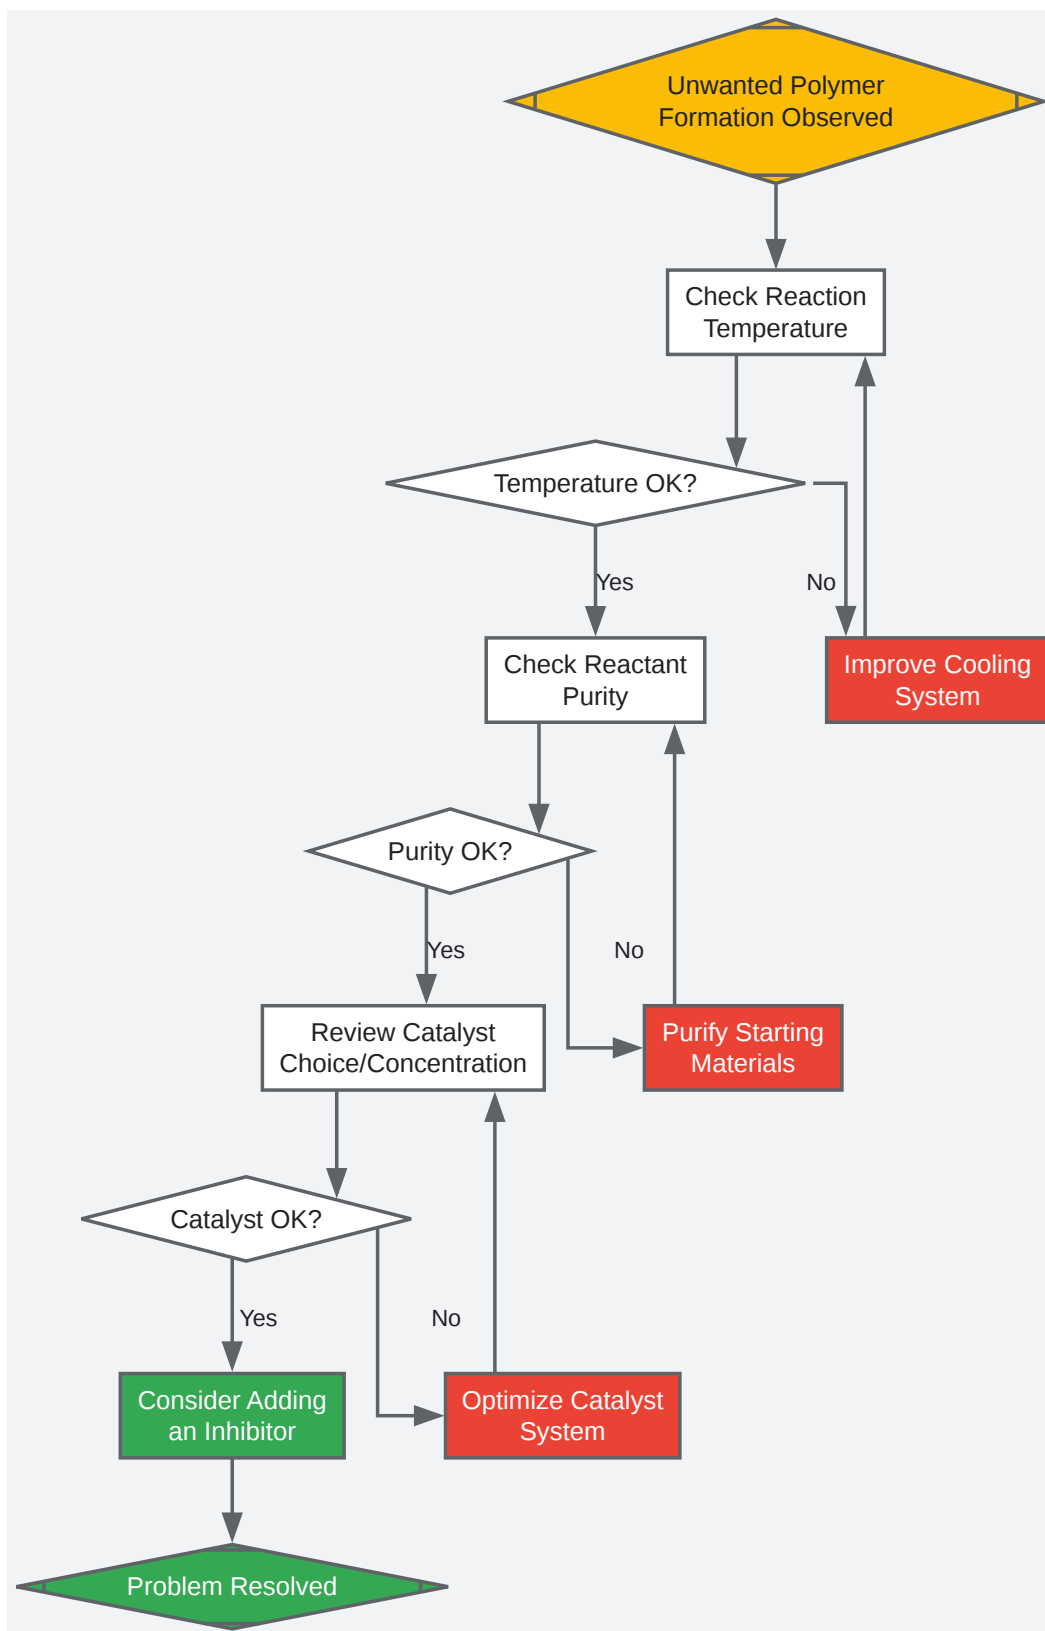 Unwanted Polymer
Formation Observed
Check Reaction
Temperature
Temperature OK?
Yes
No
Check Reactant
Purity
Improve Cooling
System
Purity OK?
Yes
No
Review Catalyst
Choice/Concentration
Purify Starting
Materials
Catalyst OK?
Yes
No
Consider Adding
an Inhibitor
Optimize Catalyst
System
Problem Resolved